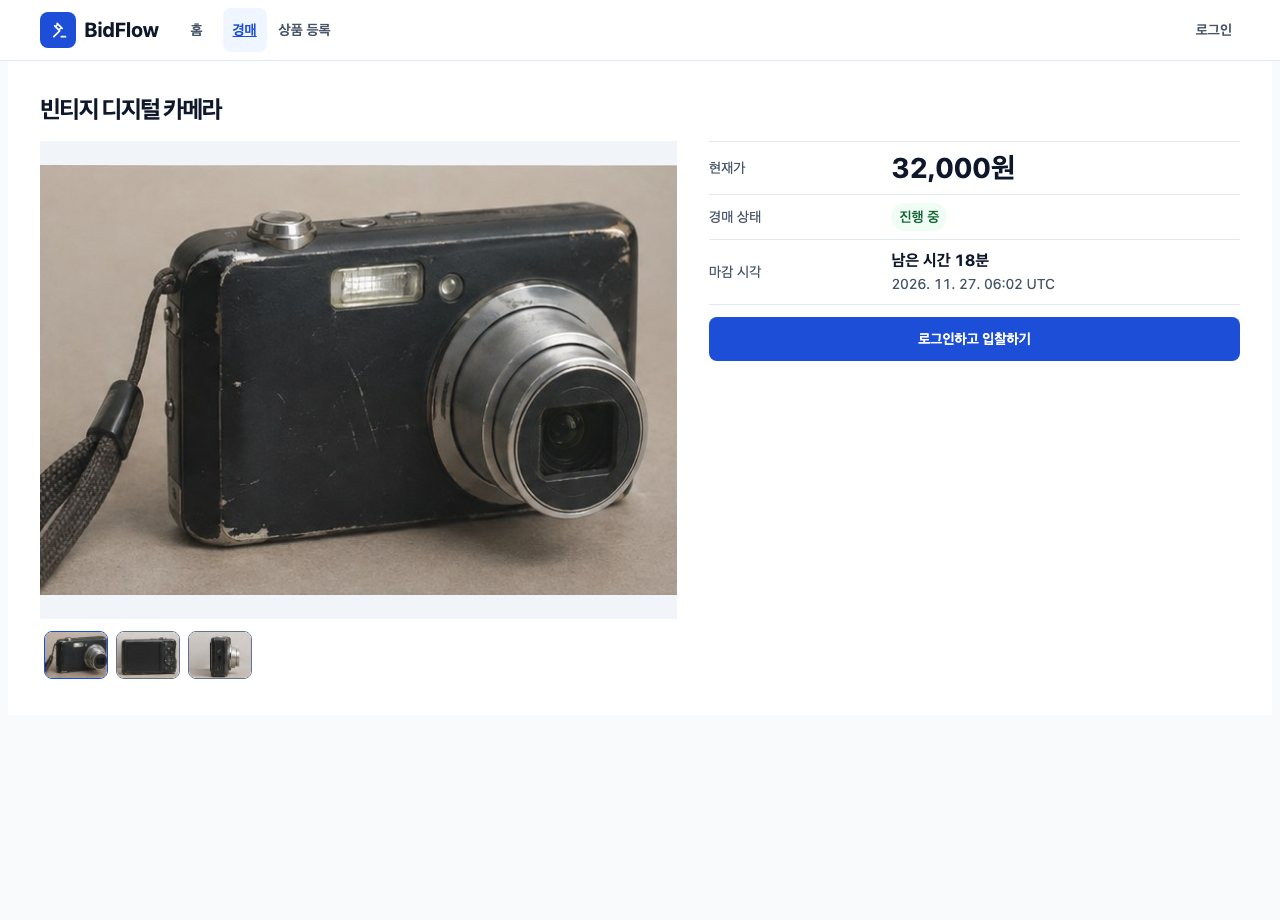 BidFlow
홈
경매
상품 등록
로그인
빈티지 디지털 카메라
현재가
32,000원
경매 상태
진행 중
마감 시각
남은 시간 18분
2026. 11. 27. 06:02 UTC
로그인하고 입찰하기